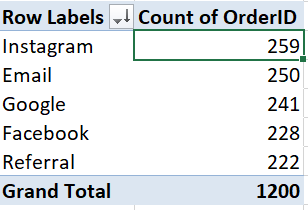 Row Labels Count of OrderID
Instagram 259
Email 250
Google 241
Facebook 228
Referral 222
Grand Total 1200